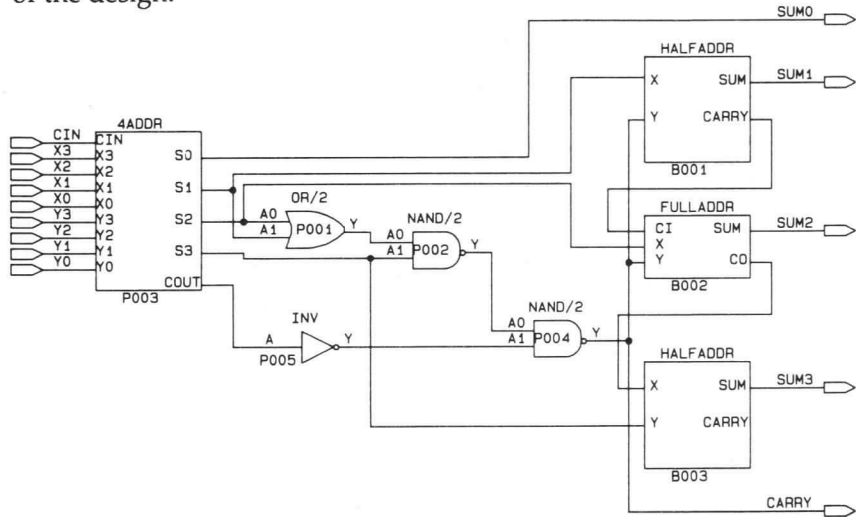 of the design.
SUM0
HALFADDR
X SUM SUM1
Y CARRY
B001
4ADDR
CIN CIN
X3 X3 S0
X2 X2
X1 X1 S1
X0 X0
Y3 Y3 S2
Y2 Y2
Y1 Y1 S3
Y0 Y0
COUT
P003
OR/2
A0 P001 Y
A1
NAND/2
A0 P002 Y
A1
FULLADDR
CI SUM SUM2
X
Y CO
B002
INV
A Y
P005
NAND/2
A0 P004 Y
A1
HALFADDR
X SUM SUM3
Y CARRY
B003
CARRY